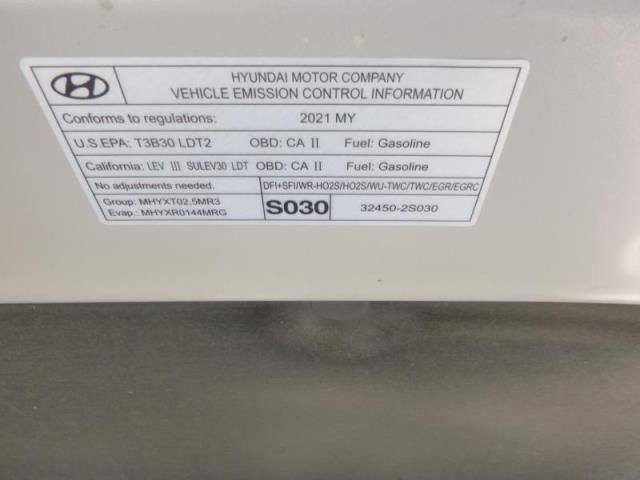 HYUNDAI MOTOR COMPANY
VEHICLE EMISSION CONTROL INFORMATION
Conforms to regulations: 2021 MY
U.S.EPA: T3B30 LDT2 OBD: CA II Fuel: Gasoline
California: LEV III SULEV30 LDT OBD: CA II Fuel: Gasoline
No adjustments needed. DFI+SFI/WR-HO2S/HO2S/WU-TWC/TWC/EGR/EGRC
Group: MHYXT02.5MR3
Evap.: MHYXR0144MRG
S030 32450-2S030